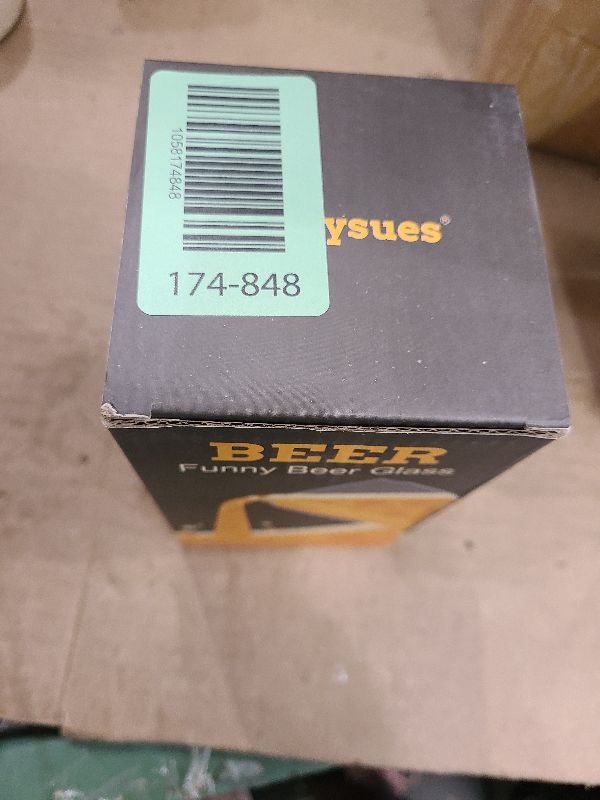 1058174848
174-848
ysues®
BEER
Funny Beer Glass